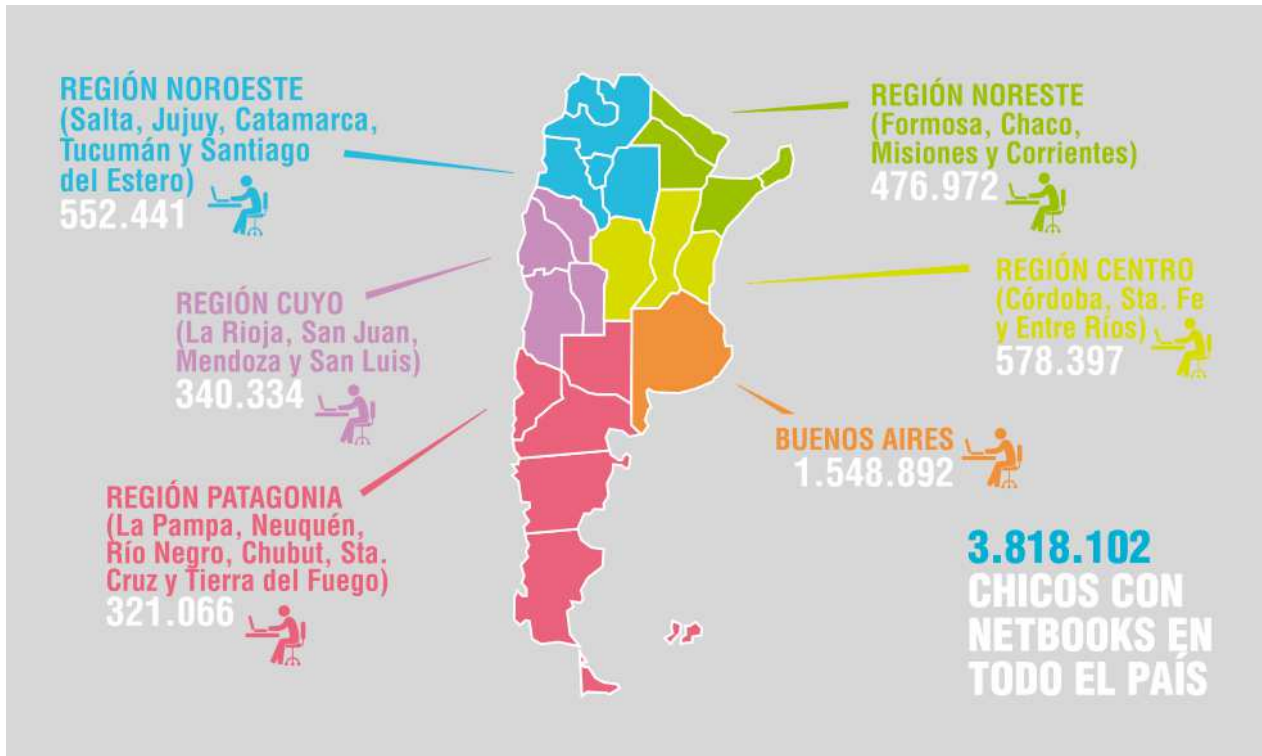 REGIÓN NOROESTE
(Salta, Jujuy, Catamarca,
Tucumán y Santiago
del Estero)
552.441
REGIÓN CUYO
(La Rioja, San Juan,
Mendoza y San Luis)
340.334
REGIÓN PATAGONIA
(La Pampa, Neuquén,
Río Negro, Chubut, Sta.
Cruz y Tierra del Fuego)
321.066
REGIÓN NORESTE
(Formosa, Chaco,
Misiones y Corrientes)
476.972
REGIÓN CENTRO
(Córdoba, Sta. Fe
y Entre Ríos)
578.397
BUENOS AIRES
1.548.892
3.818.102
CHICOS CON
NETBOOKS EN
TODO EL PAÍS